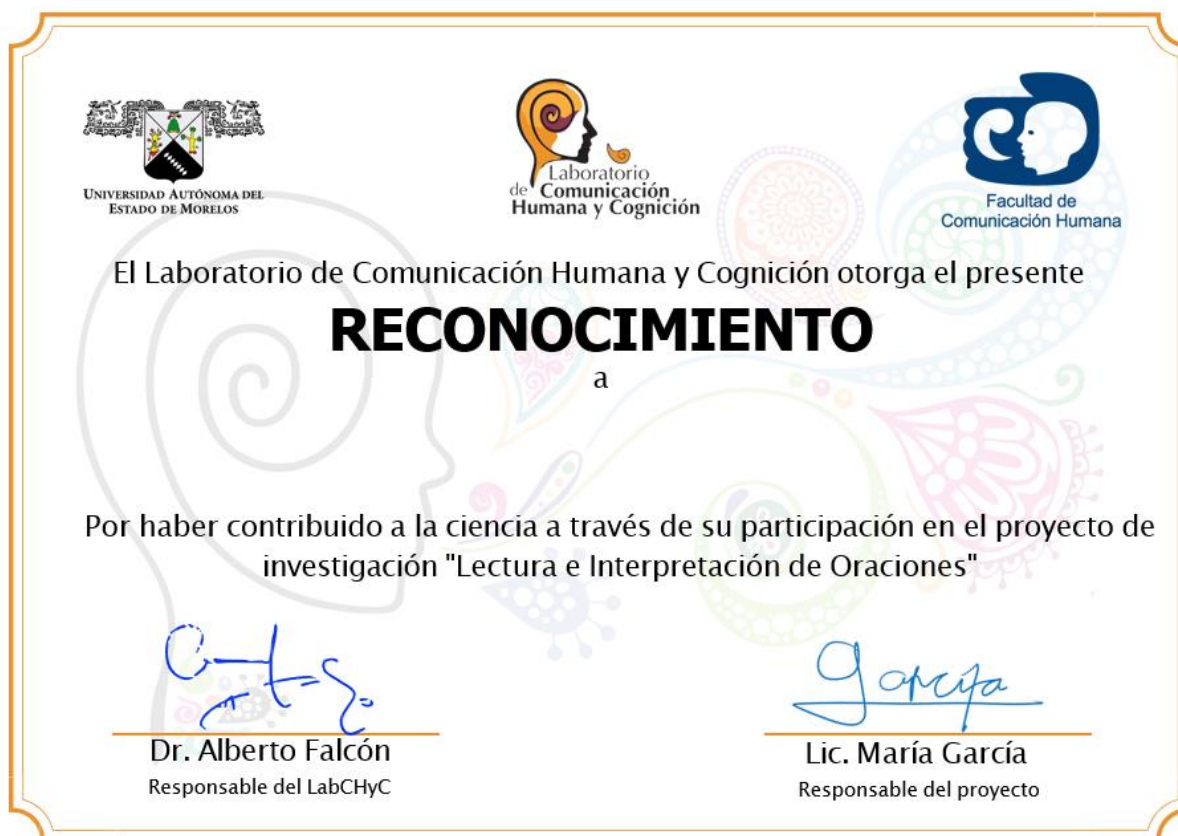 UNIVERSIDAD AUTÓNOMA DEL
ESTADO DE MORELOS
Laboratorio
de Comunicación
Humana y Cognición
Facultad de
Comunicación Humana
El Laboratorio de Comunicación Humana y Cognición otorga el presente
RECONOCIMIENTO
a
Por haber contribuido a la ciencia a través de su participación en el proyecto de
investigación "Lectura e Interpretación de Oraciones"
García
Dr. Alberto Falcón
Responsable del LabCHyC
Lic. María García
Responsable del proyecto